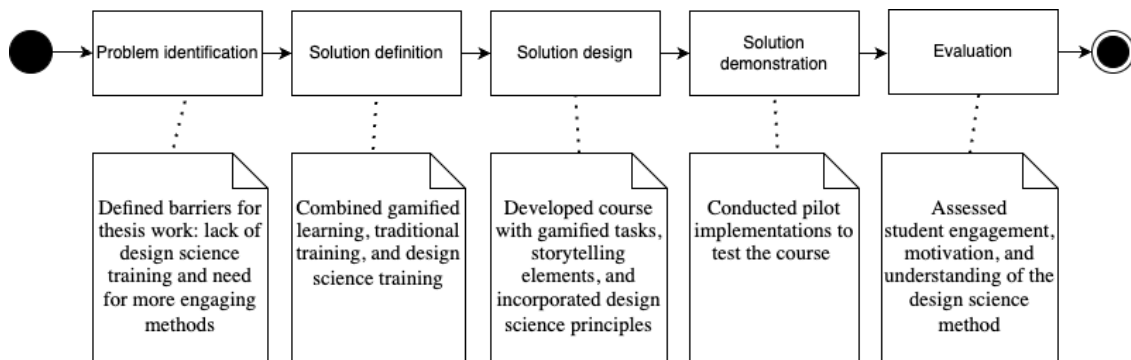 Problem identification
Solution definition
Solution design
Solution
demonstration
Evaluation
Defined barriers for
thesis work: lack of
design science
training and need
for more engaging
methods
Combined gamified
learning, traditional
training, and design
science training
Developed course
with gamified tasks,
storytelling
elements, and
incorporated design
science principles
Conducted pilot
implementations to
test the course
Assessed
student engagement,
motivation, and
understanding of the
design science
method